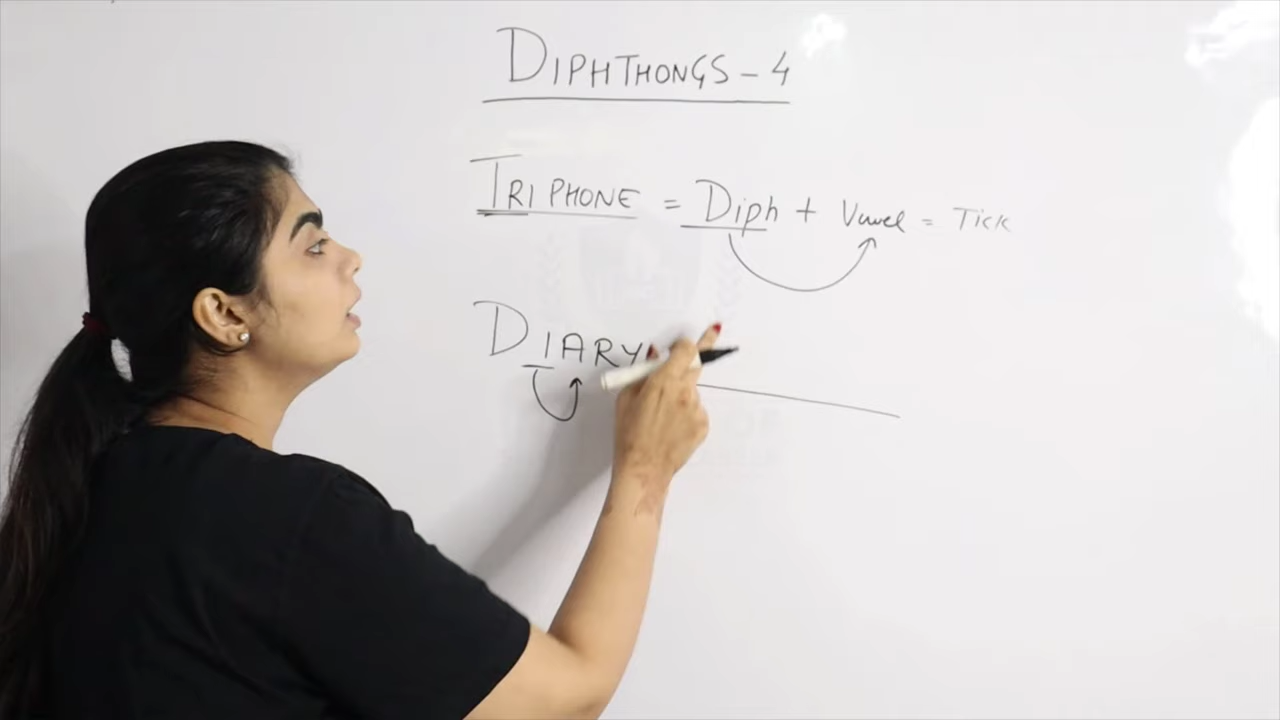 DIPHTHONGS - 4
TRIPHONE = Diph + Vowel = Tick
DIARY